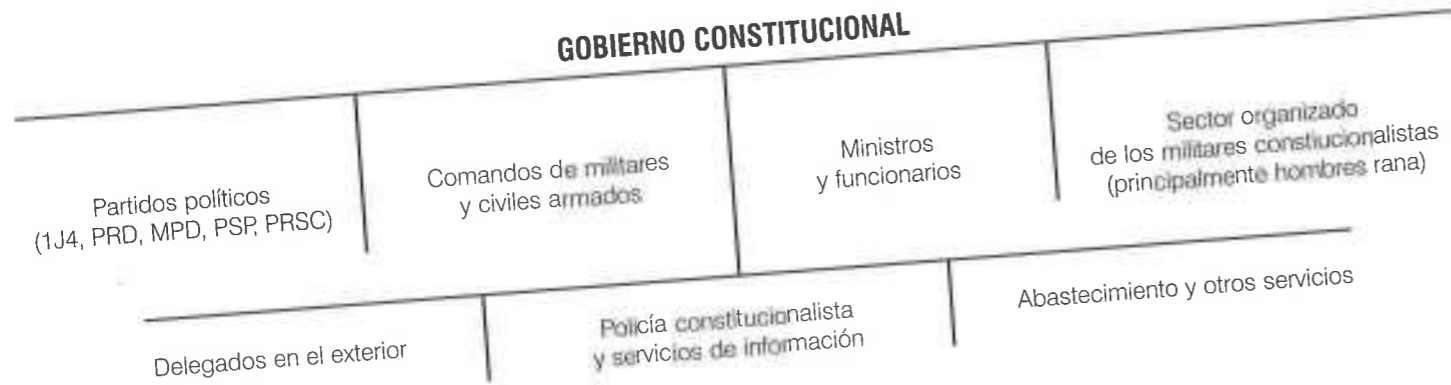 GOBIERNO CONSTITUCIONAL
Partidos políticos
(1J4, PRD, MPD, PSP, PRSC)
Comandos de militares
y civiles armados
Ministros
y funcionarios
Sector organizado
de los militares constiucionalistas
(principalmente hombres rana)
Delegados en el exterior
Policía constitucionalista
y servicios de información
Abastecimiento y otros servicios